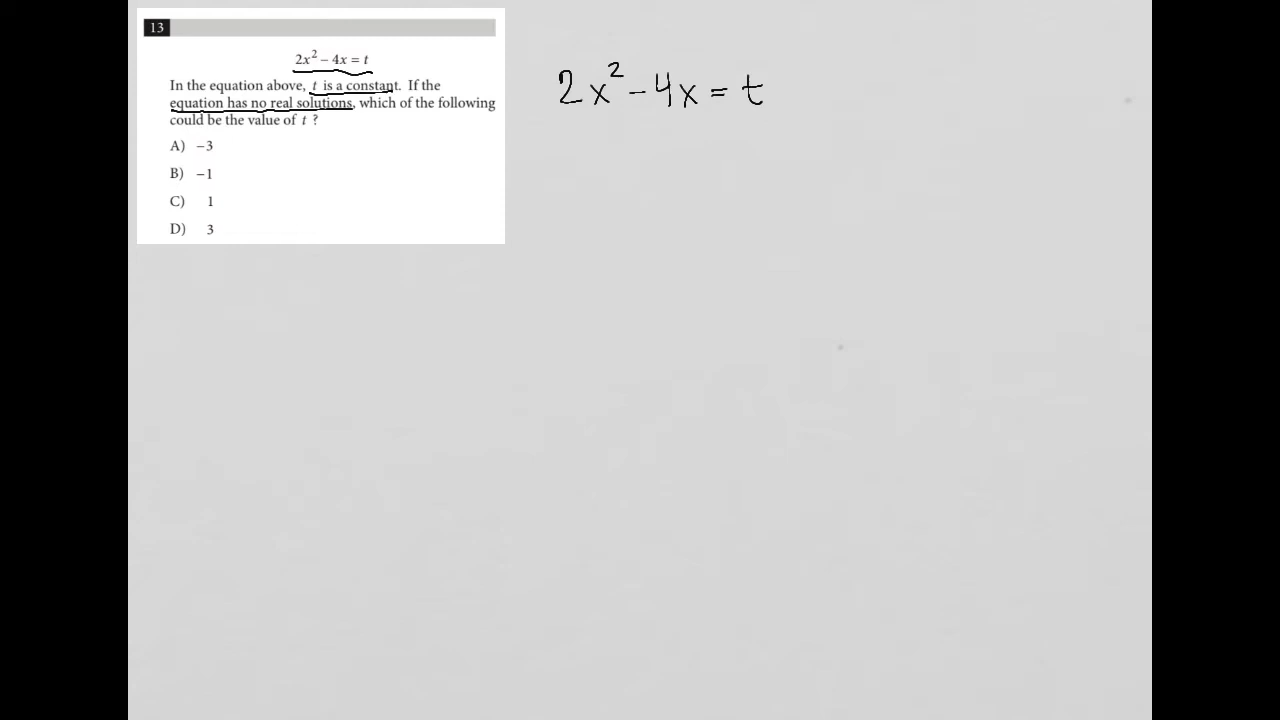 13
2x² − 4x = t
In the equation above, t is a constant. If the
equation has no real solutions, which of the following
could be the value of t ?
A) −3
B) −1
C) 1
D) 3
2x² − 4x = t